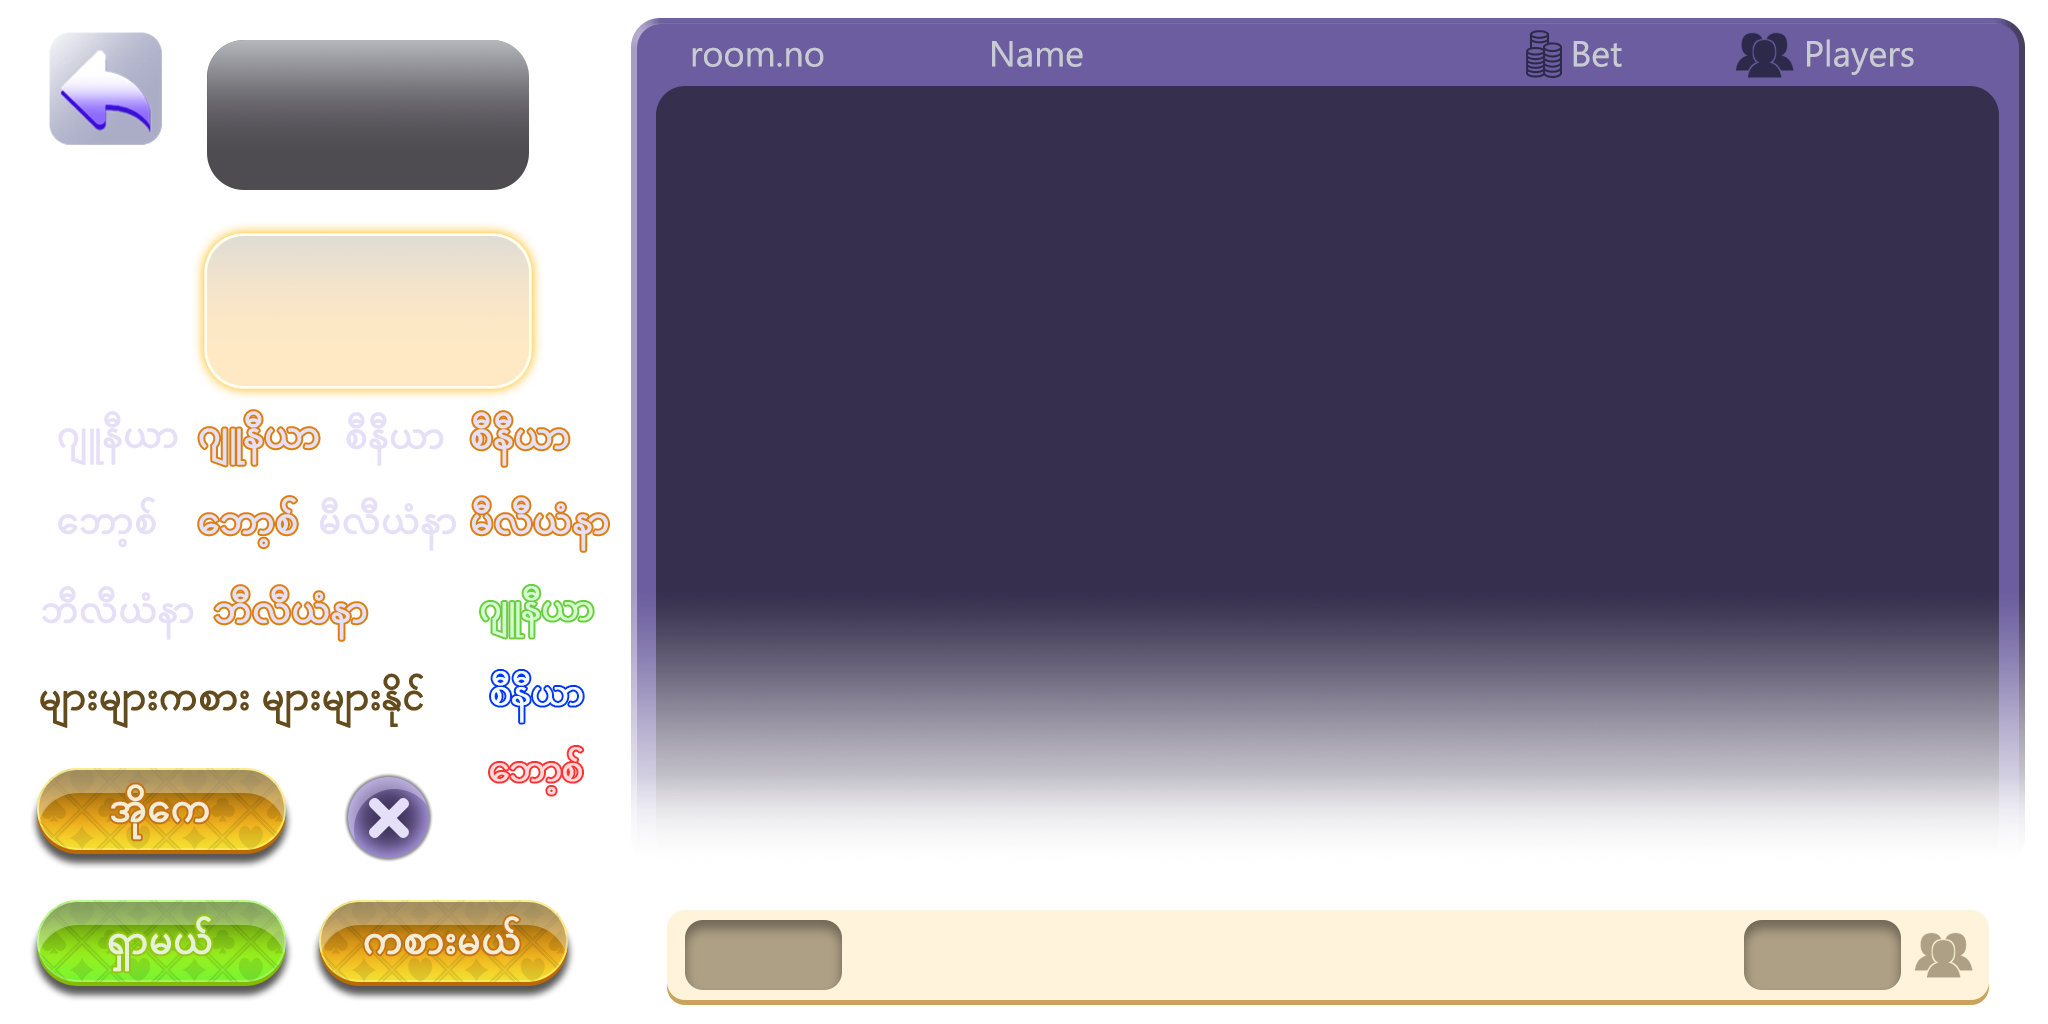 room.no Name Bet Players
ဂျူနီယာ ဂျူနီယာ စီနီယာ စီနီယာ
ဘော့စ် ဘော့စ် မီလီယံနာ မီလီယံနာ
ဘီလီယံနာ ဘီလီယံနာ ဂျူနီယာ
များများကစား များများနိုင် စီနီယာ
ဘော့စ်
အိုကေ
ရှာမယ် ကစားမယ်